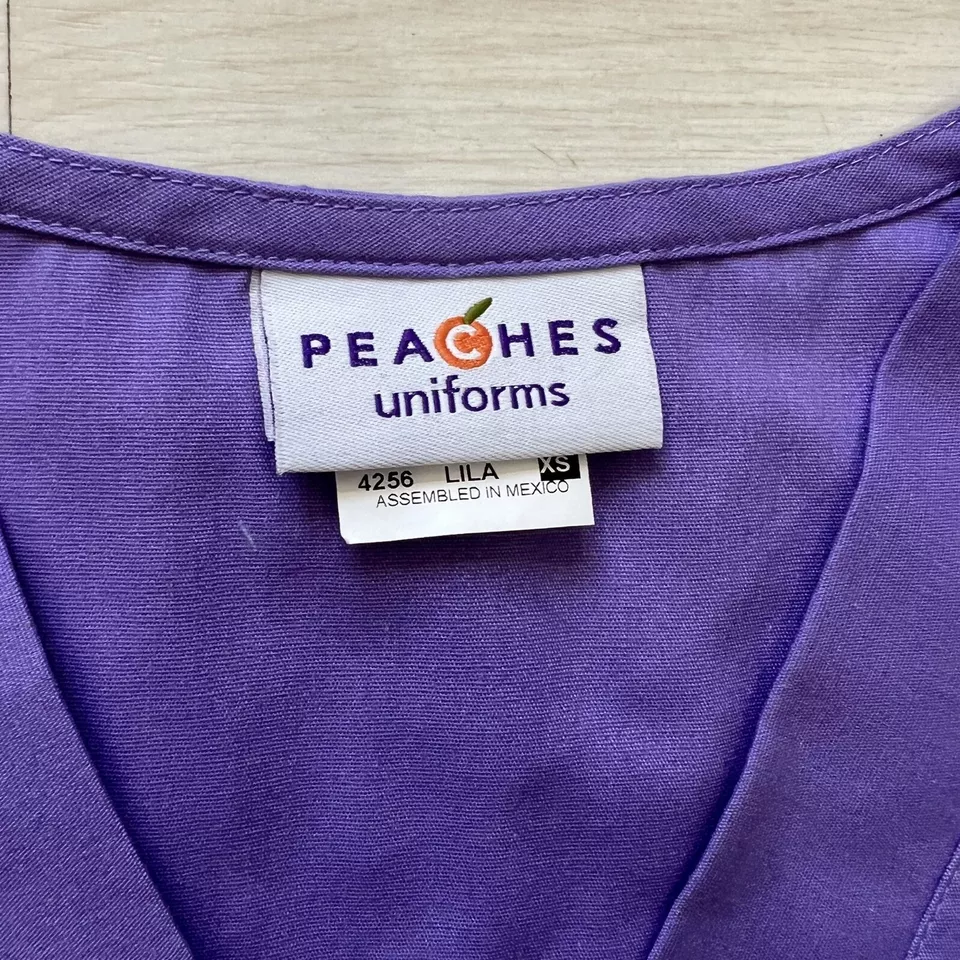 PEACHES
uniforms
4256 LILA XS
ASSEMBLED IN MEXICO